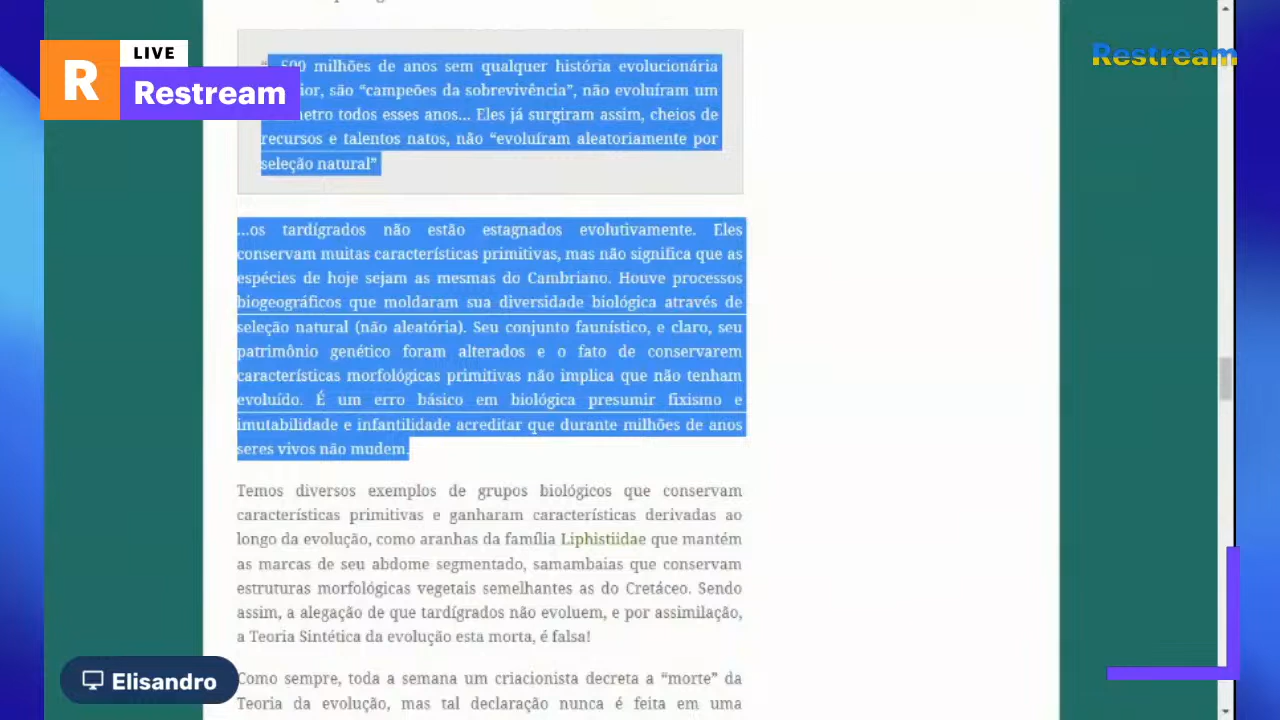 R
LIVE
Restream
Restream
500 milhões de anos sem qualquer história evolucionária
são “campeões da sobrevivência”, não evoluíram um
todos esses anos... Eles já surgiram assim, cheios de
recursos e talentos natos, não “evoluíram aleatoriamente por
seleção natural”
...os tardígrados não estão estagnados evolutivamente. Eles
conservam muitas características primitivas, mas não significa que as
espécies de hoje sejam as mesmas do Cambriano. Houve processos
biogeográficos que moldaram sua diversidade biológica através de
seleção natural (não aleatória). Seu conjunto faunístico, e claro, seu
patrimônio genético foram alterados e o fato de conservarem
características morfológicas primitivas não implica que não tenham
evoluído. É um erro básico em biológica presumir fixismo e
imutabilidade e infantilidade acreditar que durante milhões de anos
seres vivos não mudem.
Temos diversos exemplos de grupos biológicos que conservam
características primitivas e ganharam características derivadas ao
longo da evolução, como aranhas da família Liphistiidae que mantém
as marcas de seu abdome segmentado, samambaias que conservam
estruturas morfológicas vegetais semelhantes as do Cretáceo. Sendo
assim, a alegação de que tardígrados não evoluem, e por assimilação,
a Teoria Sintética da evolução esta morta, é falsa!
Como sempre, toda a semana um criacionista decreta a “morte” da
Teoria da evolução, mas tal declaração nunca é feita em uma
Elisandro